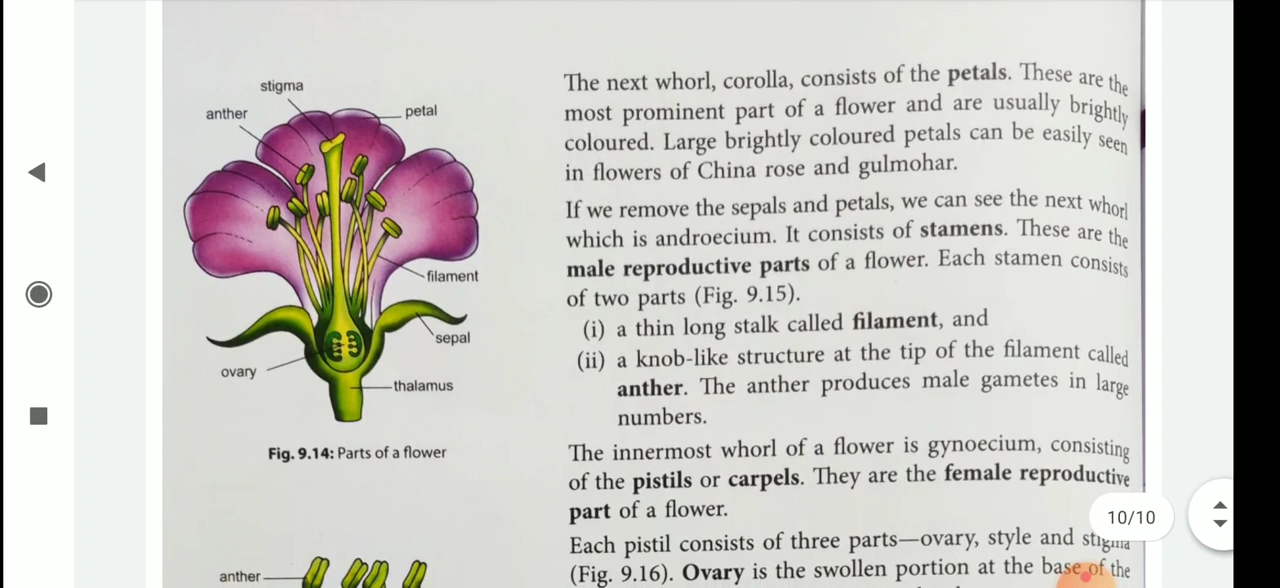 stigma
anther
petal
filament
sepal
ovary
thalamus
Fig. 9.14: Parts of a flower
anther
The next whorl, corolla, consists of the petals. These are the
most prominent part of a flower and are usually brightly
coloured. Large brightly coloured petals can be easily seen
in flowers of China rose and gulmohar.
If we remove the sepals and petals, we can see the next whorl
which is androecium. It consists of stamens. These are the
male reproductive parts of a flower. Each stamen consists
of two parts (Fig. 9.15).
(i) a thin long stalk called filament, and
(ii) a knob-like structure at the tip of the filament called
anther. The anther produces male gametes in large
numbers.
The innermost whorl of a flower is gynoecium, consisting
of the pistils or carpels. They are the female reproductive
part of a flower.
10/10
Each pistil consists of three parts—ovary, style and stigma
(Fig. 9.16). Ovary is the swollen portion at the base of the